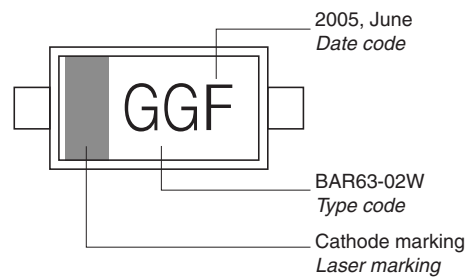 2005, June
Date code
GGF
BAR63-02W
Type code
Cathode marking
Laser marking